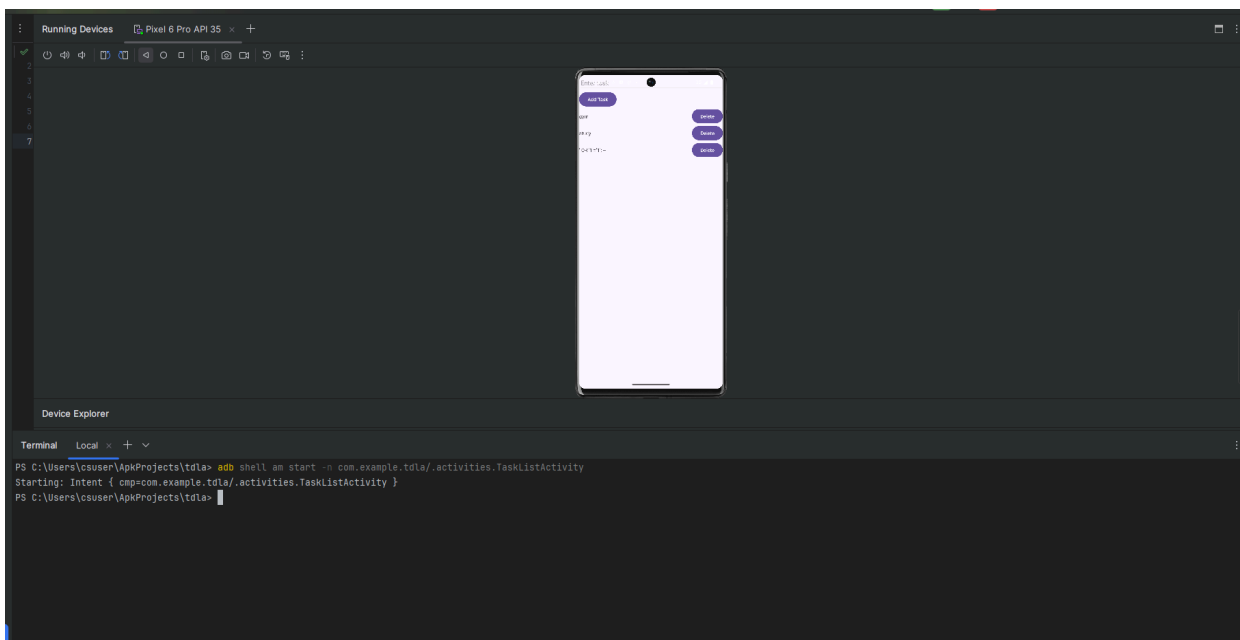 Running Devices Pixel 6 Pro API 35
2
3
4
5
6
7
Enter task
Add Task
Delete
Delete
Delete
Device Explorer
Terminal Local
PS C:\Users\csuser\ApkProjects\tdla> adb shell am start -n com.example.tdla/.activities.TaskListActivity
Starting: Intent { cmp=com.example.tdla/.activities.TaskListActivity }
PS C:\Users\csuser\ApkProjects\tdla>